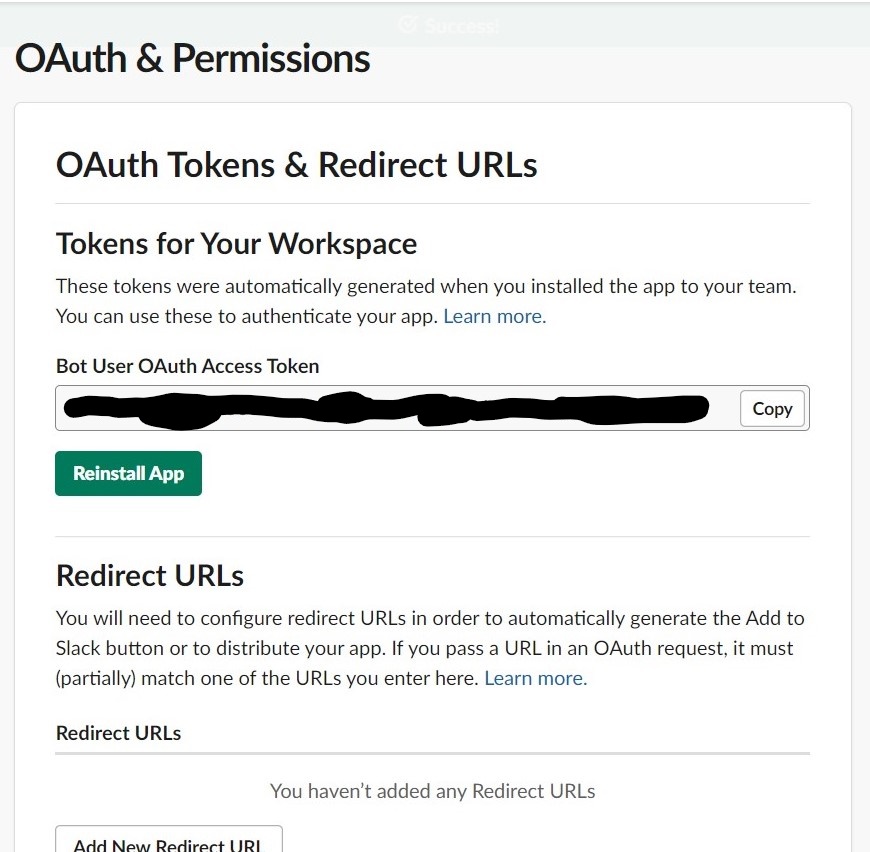 Success!
OAuth & Permissions
OAuth Tokens & Redirect URLs
Tokens for Your Workspace
These tokens were automatically generated when you installed the app to your team.
You can use these to authenticate your app. Learn more.
Bot User OAuth Access Token
Copy
Reinstall App
Redirect URLs
You will need to configure redirect URLs in order to automatically generate the Add to
Slack button or to distribute your app. If you pass a URL in an OAuth request, it must
(partially) match one of the URLs you enter here. Learn more.
Redirect URLs
You haven’t added any Redirect URLs
Add New Redirect URL